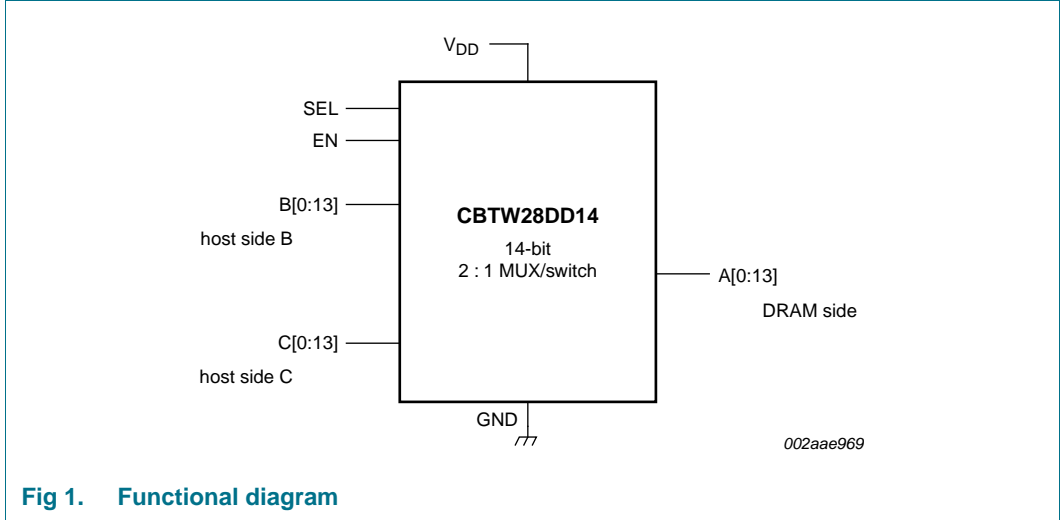 VDD
SEL
EN
B[0:13]
host side B
C[0:13]
host side C
CBTW28DD14
14-bit
2 : 1 MUX/switch
A[0:13]
DRAM side
GND
002aae969
Fig 1. Functional diagram